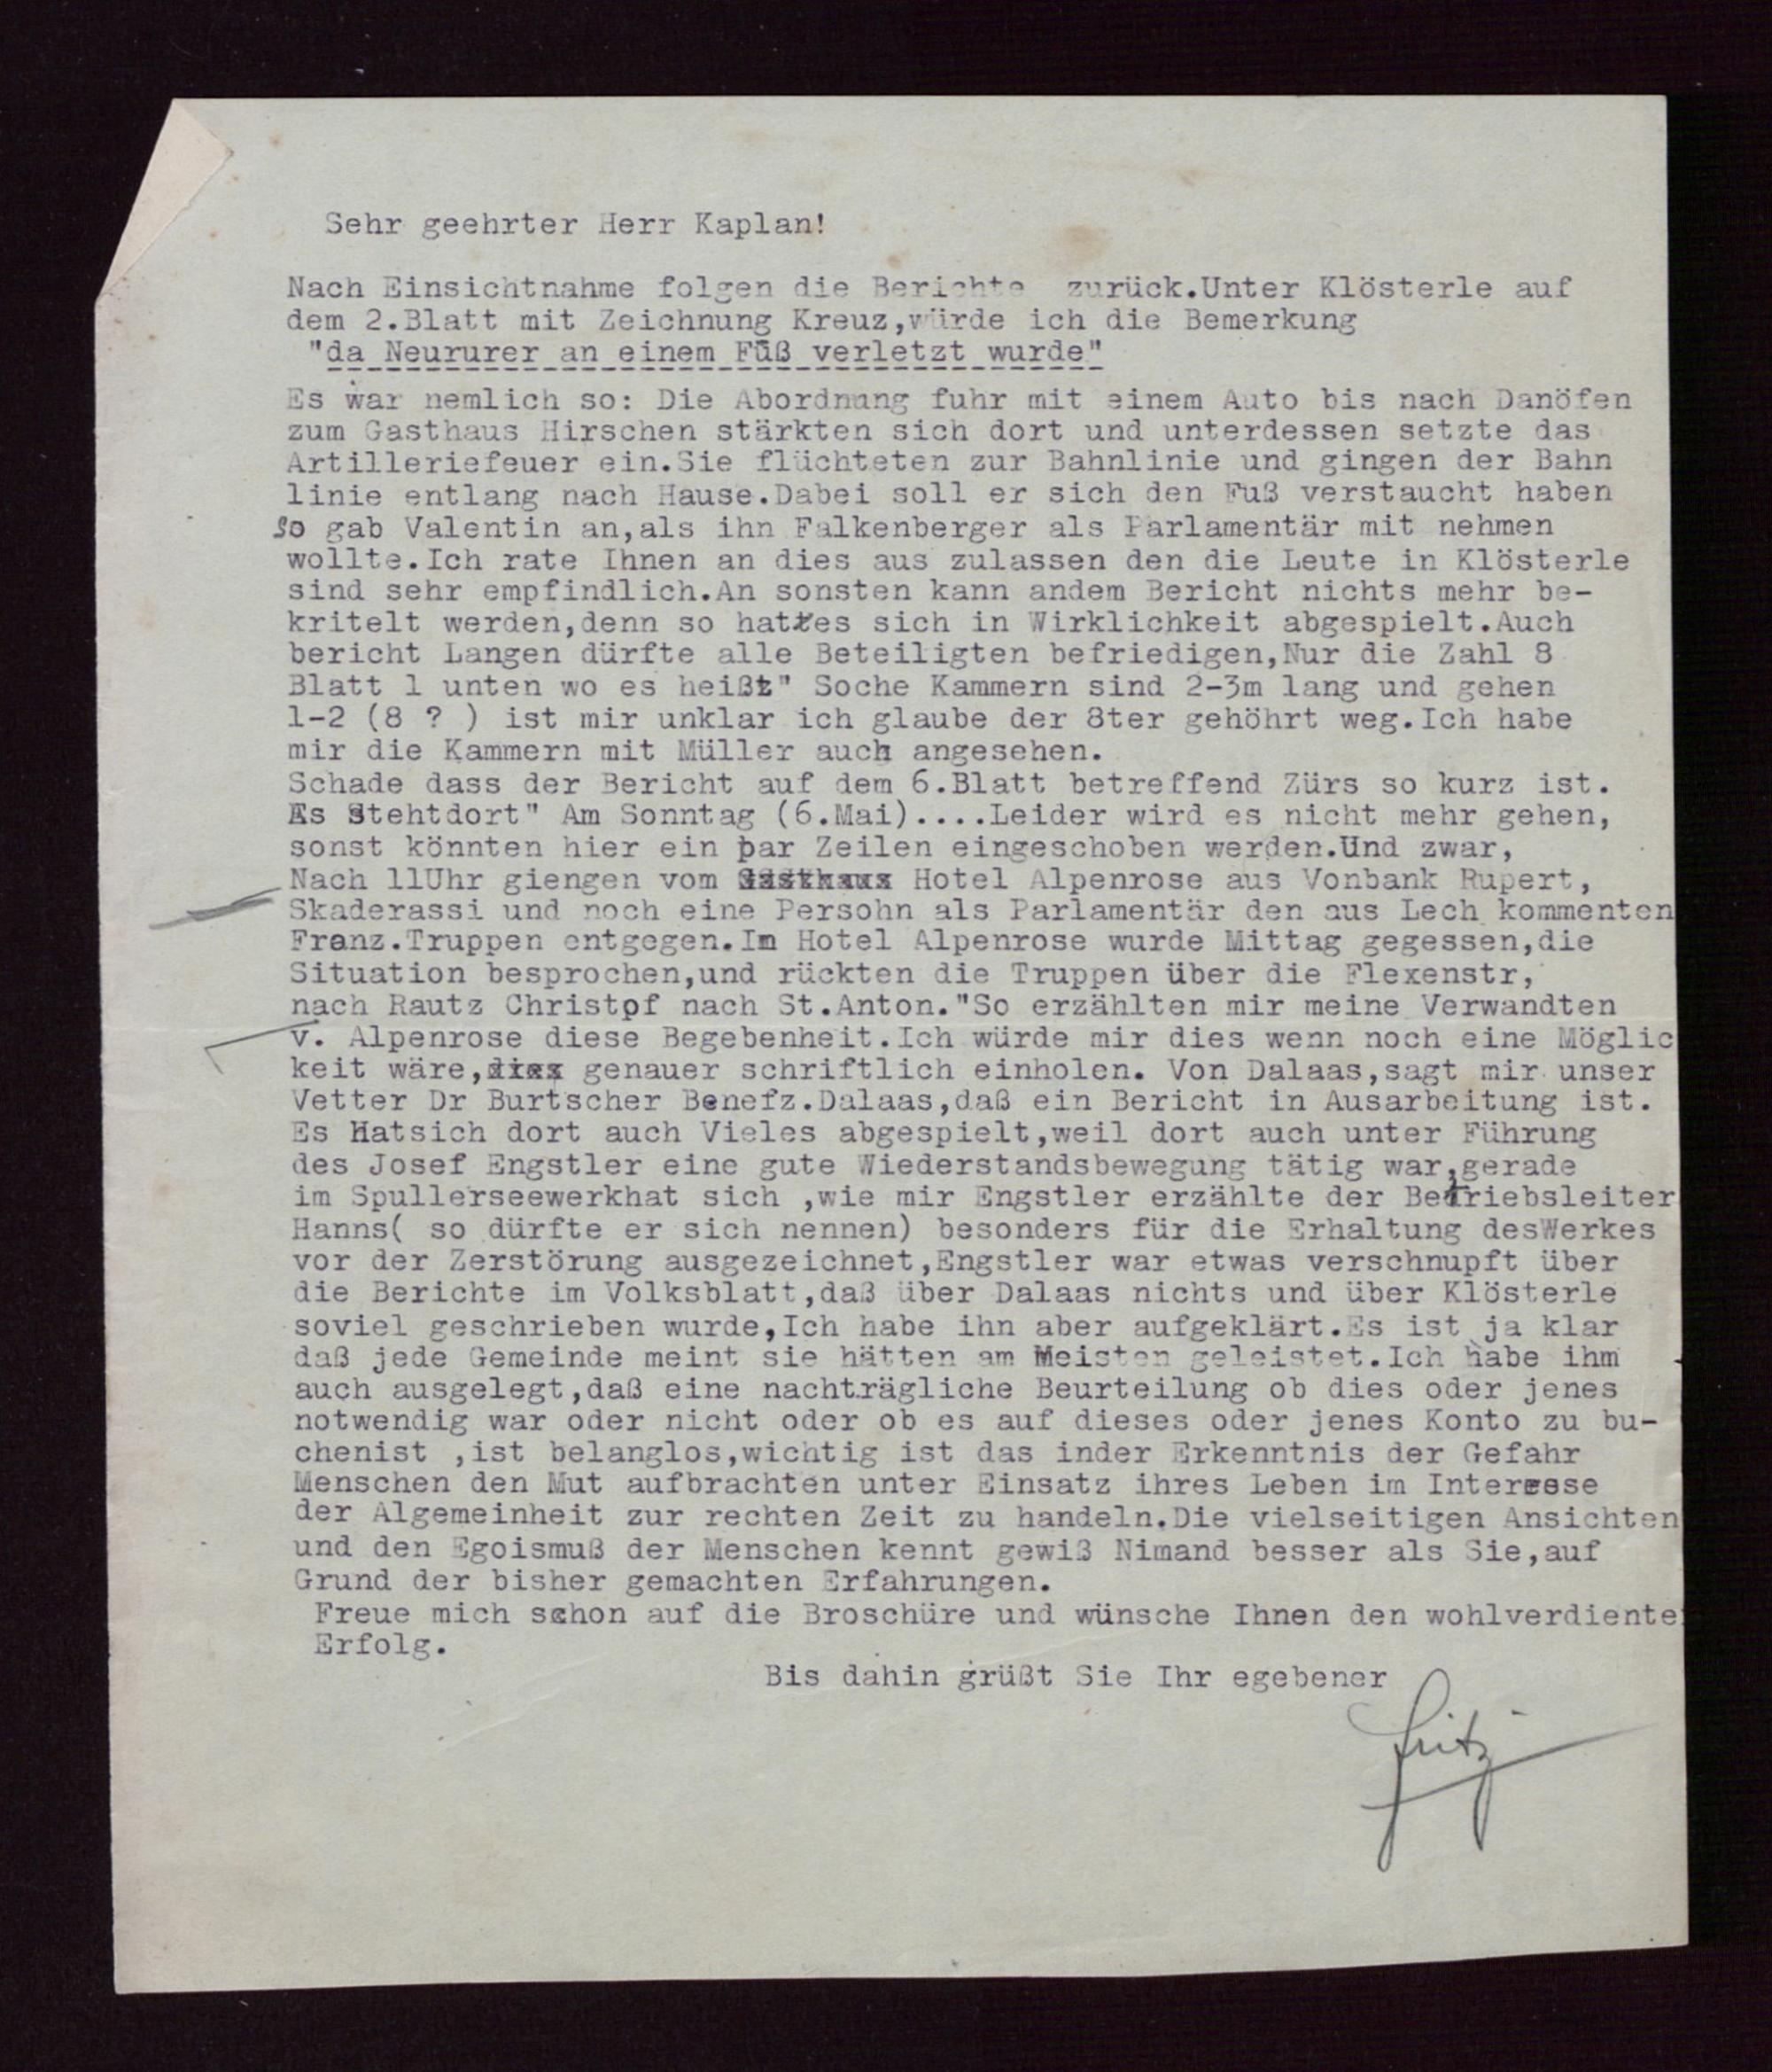 Sehr geehrter Herr Kaplan!
Nach Einsichtnahme folgen die Berichte zurück.Unter Klösterle auf
dem 2.Blatt mit Zeichnung Kreuz,würde ich die Bemerkung
"da Neururer an einem Fuß verletzt wurde"
Es war nemlich so: Die Abordnung fuhr mit einem Auto bis nach Danöfen
zum Gasthaus Hirschen stärkten sich dort und unterdessen setzte das
Artilleriefeuer ein.Sie flüchteten zur Bahnlinie und gingen der Bahn
linie entlang nach Hause.Dabei soll er sich den Fuß verstaucht haben
So gab Valentin an,als ihn Falkenberger als Parlamentär mit nehmen
wollte.Ich rate Ihnen an dies aus zulassen den die Leute in Klösterle
sind sehr empfindlich.An sonsten kann andem Bericht nichts mehr be-
kritelt werden,denn so hattes sich in Wirklichkeit abgespielt.Auch
bericht Langen dürfte alle Beteiligten befriedigen,Nur die Zahl 8
Blatt 1 unten wo es heißt" Soche Kammern sind 2-3m lang und gehen
1-2 (8 ? ) ist mir unklar ich glaube der 8ter gehöhrt weg.Ich habe
mir die Kammern mit Müller auch angesehen.
Schade dass der Bericht auf dem 6.Blatt betreffend Zürs so kurz ist.
Es Stehtdort" Am Sonntag (6.Mai)....Leider wird es nicht mehr gehen,
sonst könnten hier ein par Zeilen eingeschoben werden.Und zwar,
Nach 11Uhr giengen vom Gasthaus Hotel Alpenrose aus Vonbank Rupert,
Skaderassi und noch eine Persohn als Parlamentär den aus Lech kommenten
Franz.Truppen entgegen.Im Hotel Alpenrose wurde Mittag gegessen,die
Situation besprochen,und rückten die Truppen über die Flexenstr,
nach Rautz Christof nach St.Anton."So erzählten mir meine Verwandten
v. Alpenrose diese Begebenheit.Ich würde mir dies wenn noch eine Möglic
keit wäre,dies genauer schriftlich einholen. Von Dalaas,sagt mir unser
Vetter Dr Burtscher Benefz.Dalaas,daß ein Bericht in Ausarbeitung ist.
Es Hatsich dort auch Vieles abgespielt,weil dort auch unter Führung
des Josef Engstler eine gute Wiederstandsbewegung tätig war,gerade
im Spullerseewerkhat sich ,wie mir Engstler erzählte der Betriebsleiter
Hanns( so dürfte er sich nennen) besonders für die Erhaltung desWerkes
vor der Zerstörung ausgezeichnet,Engstler war etwas verschnupft über
die Berichte im Volksblatt,daß über Dalaas nichts und über Klösterle
soviel geschrieben wurde,Ich habe ihn aber aufgeklärt.Es ist ja klar
daß jede Gemeinde meint sie hätten am Meisten geleistet.Ich habe ihm
auch ausgelegt,daß eine nachträgliche Beurteilung ob dies oder jenes
notwendig war oder nicht oder ob es auf dieses oder jenes Konto zu bu-
chenist ,ist belanglos,wichtig ist das inder Erkenntnis der Gefahr
Menschen den Mut aufbrachten unter Einsatz ihres Leben im Interesse
der Algemeinheit zur rechten Zeit zu handeln.Die vielseitigen Ansichten
und den Egoismuß der Menschen kennt gewiß Nimand besser als Sie,auf
Grund der bisher gemachten Erfahrungen.
Freue mich schon auf die Broschüre und wünsche Ihnen den wohlverdiente
Erfolg.
Bis dahin grüßt Sie Ihr egebener
Fritz